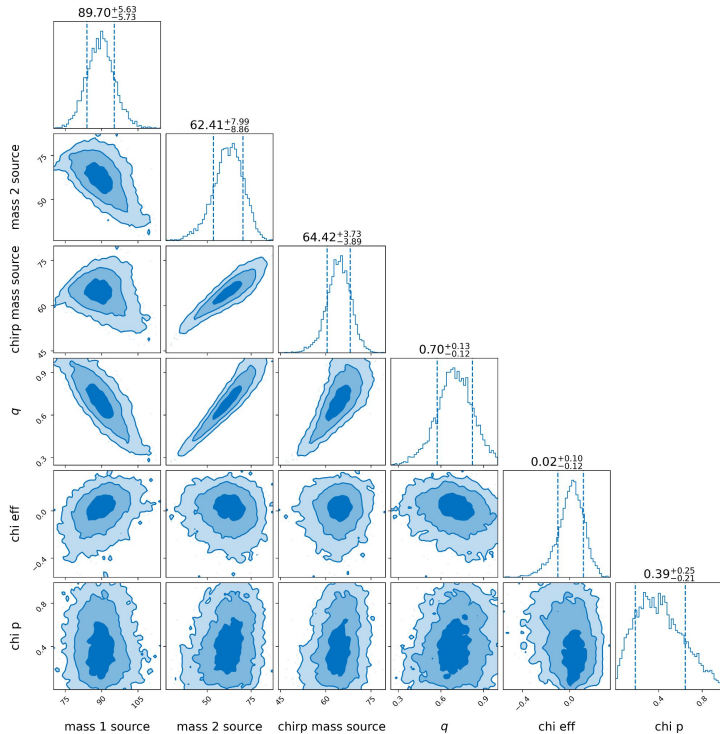 89.70 +5.63 −5.73
62.41 +7.99 −8.86
mass 2 source
75
50
64.42 +3.73 −3.89
chirp mass source
75
60
45
0.70 +0.13 −0.12
q
0.9
0.6
0.3
0.02 +0.10 −0.12
chi eff
0.0
−0.4
0.39 +0.25 −0.21
chi p
0.8
0.4
75 90 105 50 75 45 60 75 0.3 0.6 0.9 −0.4 0.0 0.4 0.8
mass 1 source mass 2 source chirp mass source q chi eff chi p